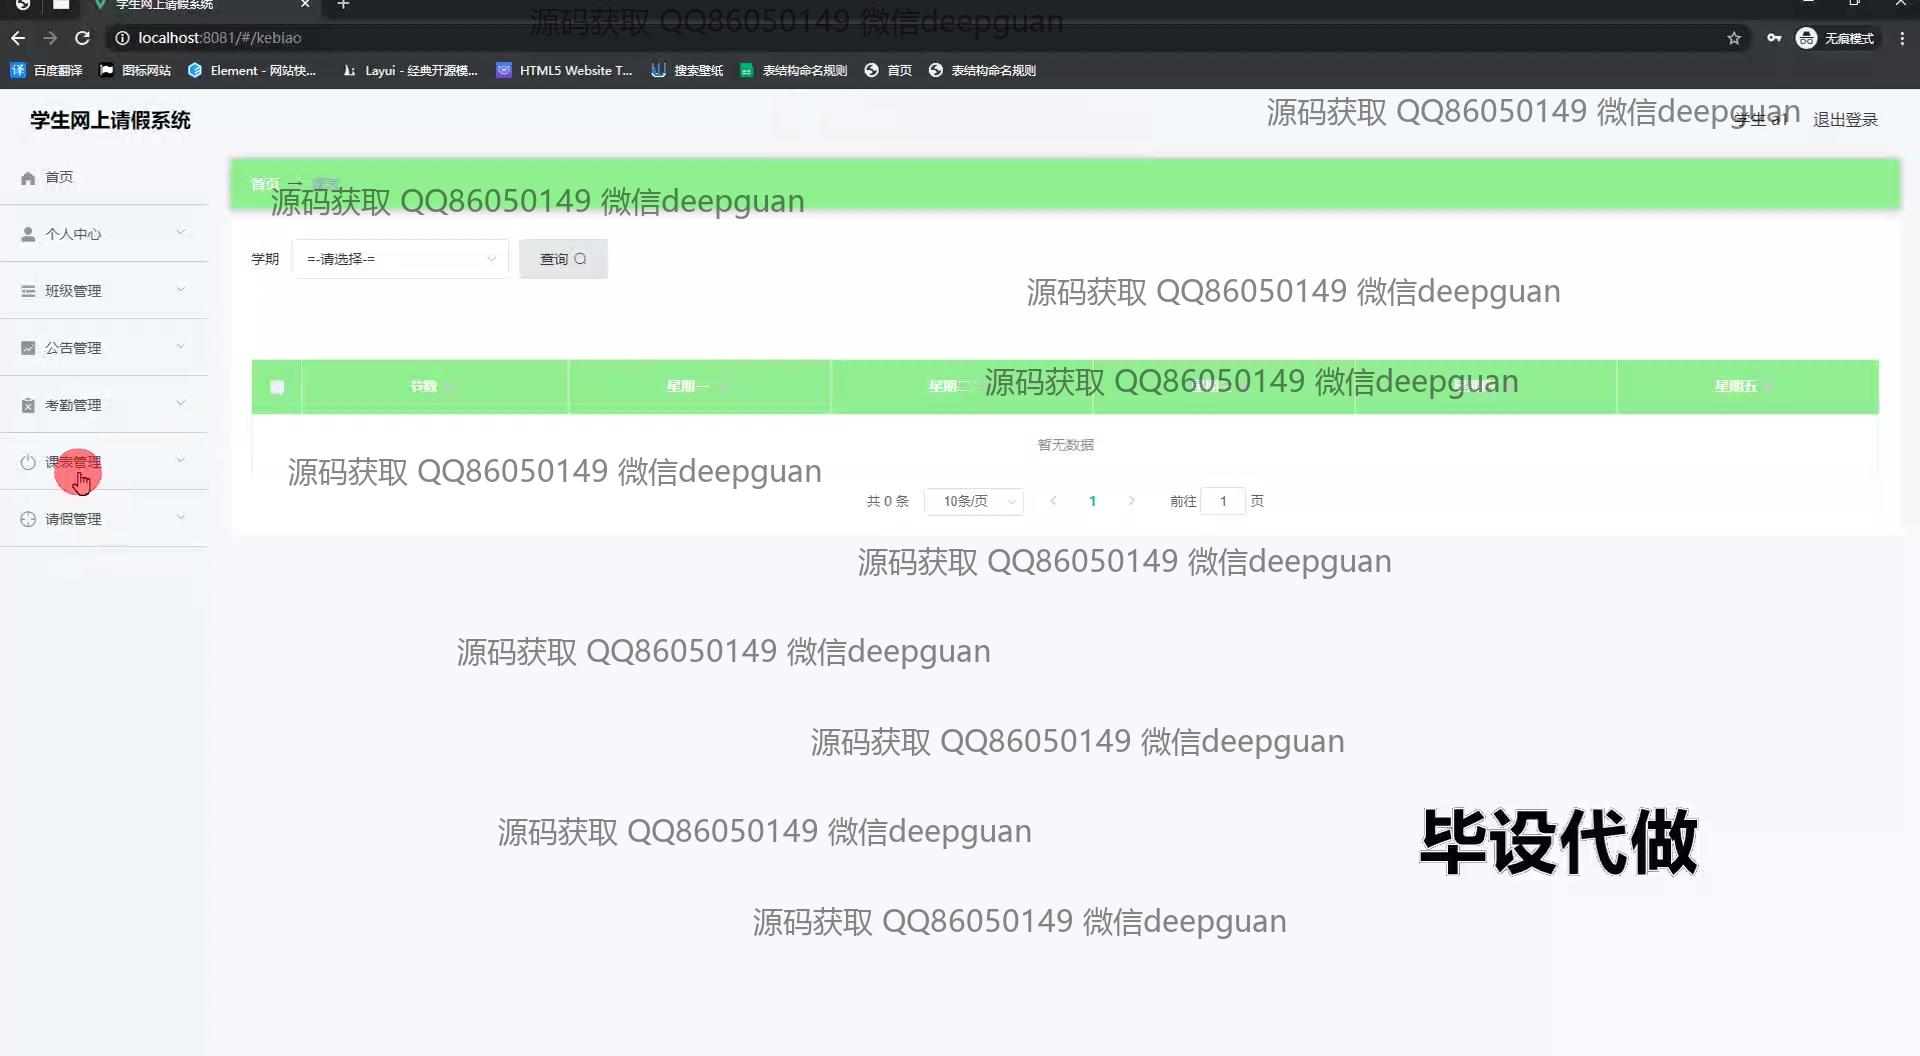 学生网上请假系统
源码获取 QQ86050149 微信deepguan
localhost:8081/#/kebiao
无痕模式
百度翻译
图标网站
Element - 网站快...
Layui - 经典开源模...
HTML5 Website T...
搜索壁纸
表结构命名规则
首页
表结构命名规则
学生网上请假系统
源码获取 QQ86050149 微信deepguan
学生 a1
退出登录
首页
个人中心
班级管理
公告管理
考勤管理
课表管理
请假管理
首页 →
源码获取 QQ86050149 微信deepguan
学期
=-请选择-=
查询
源码获取 QQ86050149 微信deepguan
节数
星期一
星期二
源码获取 QQ86050149 微信deepguan
星期五
暂无数据
源码获取 QQ86050149 微信deepguan
共 0 条
10条/页
1
前往 1 页
源码获取 QQ86050149 微信deepguan
源码获取 QQ86050149 微信deepguan
源码获取 QQ86050149 微信deepguan
源码获取 QQ86050149 微信deepguan
毕设代做
源码获取 QQ86050149 微信deepguan